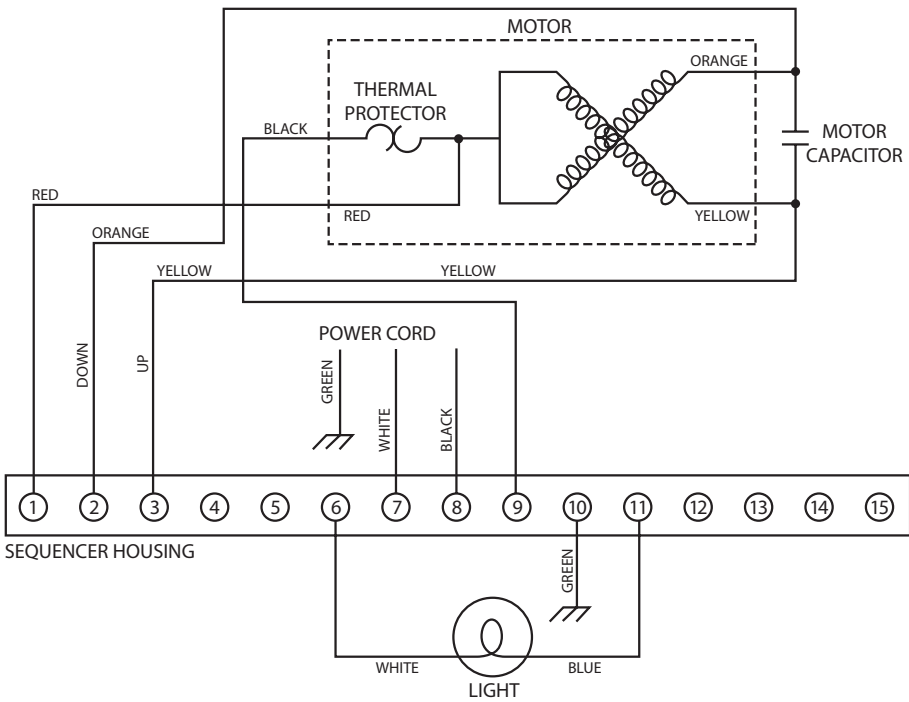 MOTOR
ORANGE
THERMAL
PROTECTOR
BLACK
MOTOR
CAPACITOR
RED
RED
YELLOW
ORANGE
YELLOW
YELLOW
POWER CORD
DOWN
UP
GREEN
WHITE
BLACK
1 2 3 4 5 6 7 8 9 10 11 12 13 14 15
SEQUENCER HOUSING
GREEN
WHITE
BLUE
LIGHT